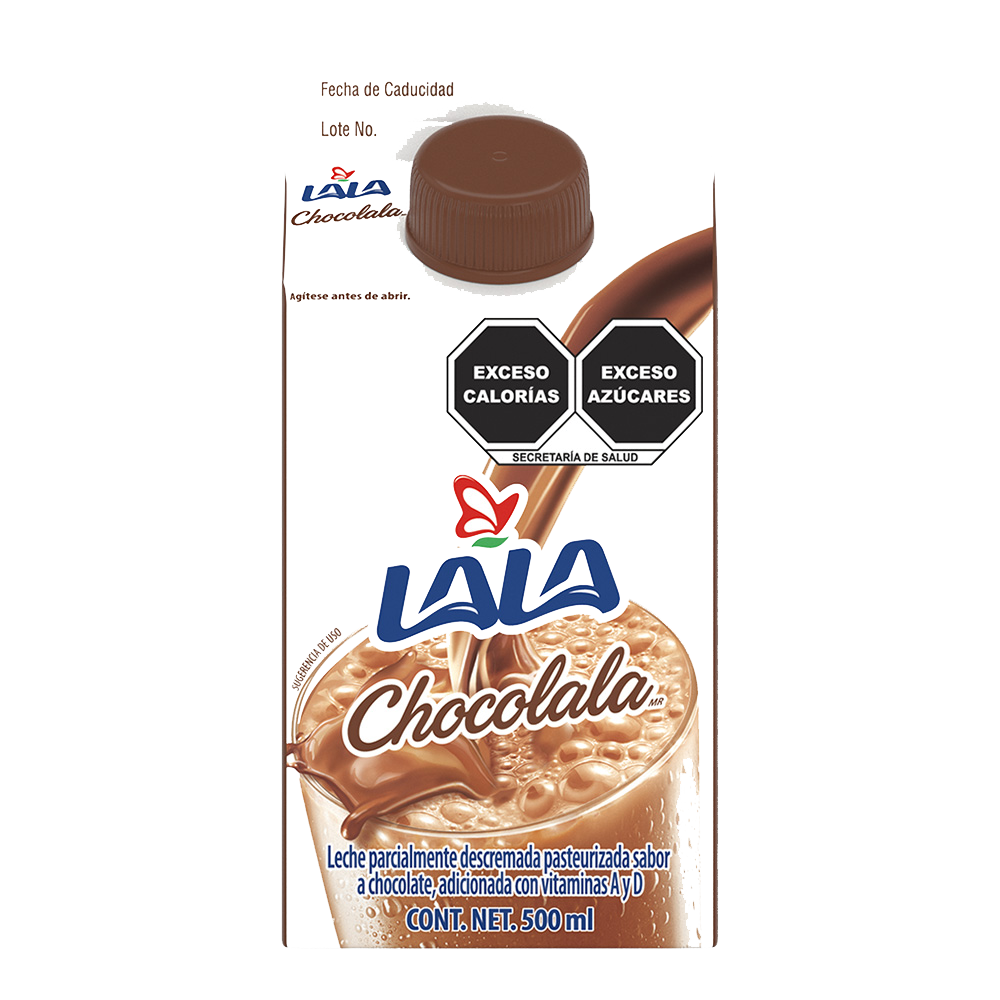 Fecha de Caducidad
Lote No.
LALA
Chocolala
Agítese antes de abrir.
EXCESO
CALORÍAS
EXCESO
AZÚCARES
SECRETARÍA DE SALUD
LALA
SUGERENCIA DE USO
Chocolala MR
Leche parcialmente descremada pasteurizada sabor
a chocolate, adicionada con vitaminas A y D
CONT. NET. 500 ml